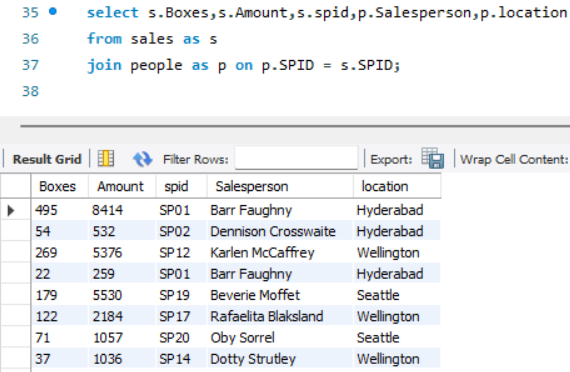 35 select s.Boxes,s.Amount,s.spid,p.Salesperson,p.location
36 from sales as s
37 join people as p on p.SPID = s.SPID;
38
Result Grid Filter Rows: Export: Wrap Cell Content:
Boxes Amount spid Salesperson location
495 8414 SP01 Barr Faughny Hyderabad
54 532 SP02 Dennison Crosswaite Hyderabad
269 5376 SP12 Karlen McCaffrey Wellington
22 259 SP01 Barr Faughny Hyderabad
179 5530 SP19 Beverie Moffet Seattle
122 2184 SP17 Rafaelita Blaksland Wellington
71 1057 SP20 Oby Sorrel Seattle
37 1036 SP14 Dotty Strutley Wellington